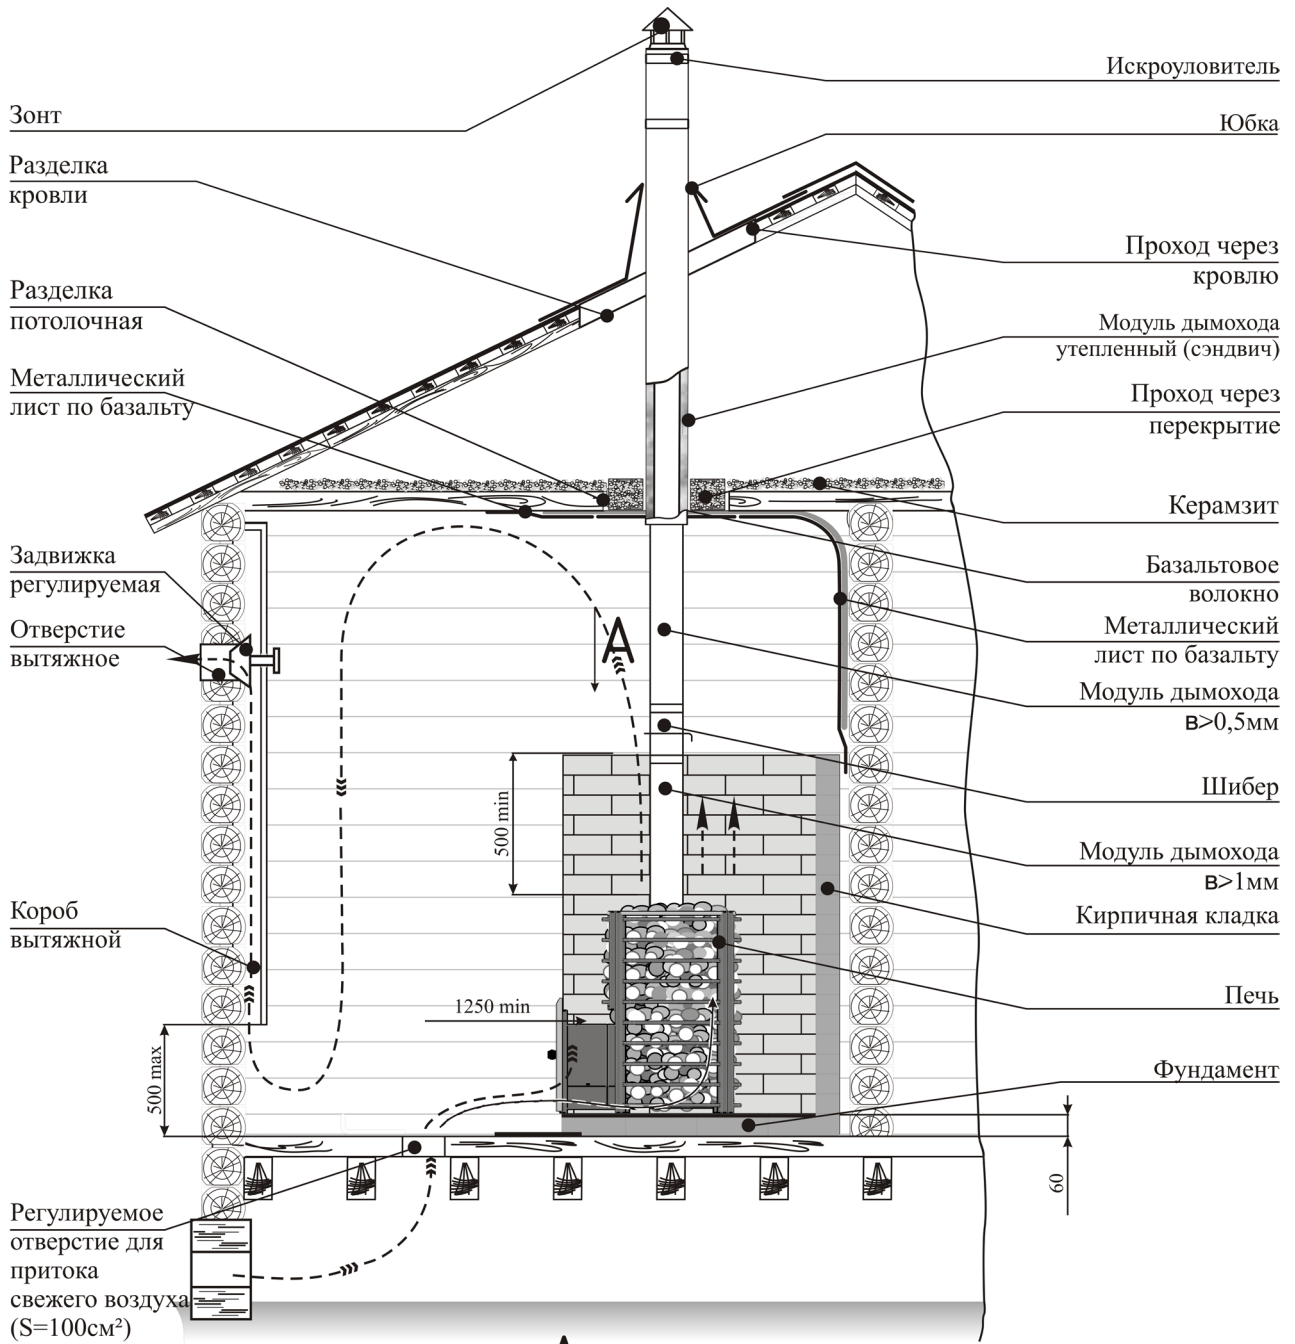 Зонт
Разделка
кровли
Разделка
потолочная
Металлический
лист по базальту
Задвижка
регулируемая
Отверстие
вытяжное
Короб
вытяжной
Регулируемое
отверстие для
притока
свежего воздуха
(S=100см²)
500 max
1250 min
500 min
А
60
Искроуловитель
Юбка
Проход через
кровлю
Модуль дымохода
утепленный (сэндвич)
Проход через
перекрытие
Керамзит
Базальтовое
волокно
Металлический
лист по базальту
Модуль дымохода
в>0,5мм
Шибер
Модуль дымохода
в>1мм
Кирпичная кладка
Печь
Фундамент